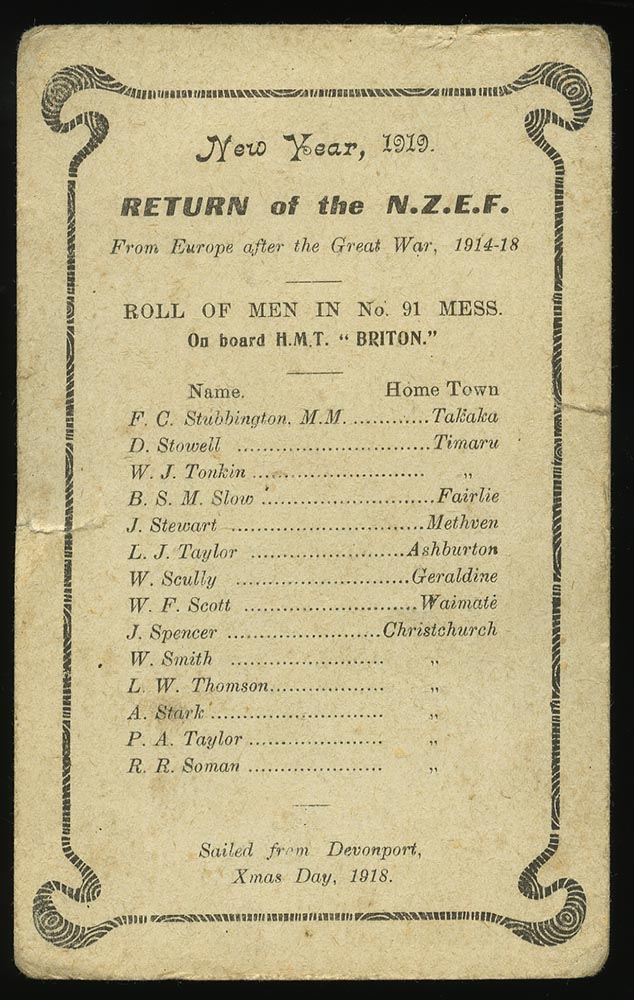 New Year, 1919.
RETURN of the N.Z.E.F.
From Europe after the Great War, 1914-18
ROLL OF MEN IN No. 91 MESS.
On board H.M.T. "BRITON."
Name. Home Town
F. C. Stubbington, M.M. ............Takaka
D. Stowell ............................Timaru
W. J. Tonkin ......................... „
B. S. M. Slow .........................Fairlie
J. Stewart ............................Methven
L. J. Taylor ......................Ashburton
W. Scully .........................Geraldine
W. F. Scott .........................Waimate
J. Spencer ......................Christchurch
W. Smith ...................... „
L. W. Thomson................. „
A. Stark ......................... „
P. A. Taylor .................... „
R. R. Soman .................... „
Sailed from Devonport,
Xmas Day, 1918.